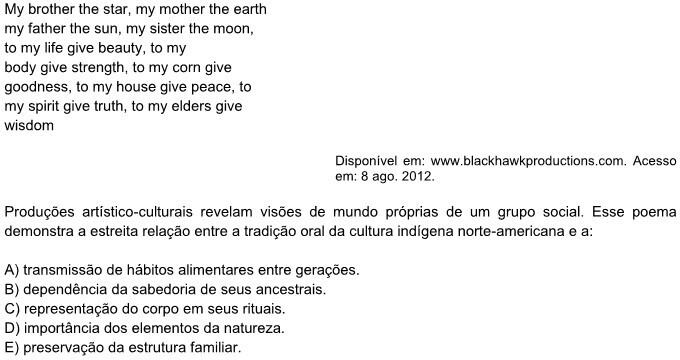 My brother the star, my mother the earth
my father the sun, my sister the moon,
to my life give beauty, to my
body give strength, to my corn give
goodness, to my house give peace, to
my spirit give truth, to my elders give
wisdom
Disponível em: www.blackhawkproductions.com. Acesso
em: 8 ago. 2012.
Produções artístico-culturais revelam visões de mundo próprias de um grupo social. Esse poema
demonstra a estreita relação entre a tradição oral da cultura indígena norte-americana e a:
A) transmissão de hábitos alimentares entre gerações.
B) dependência da sabedoria de seus ancestrais.
C) representação do corpo em seus rituais.
D) importância dos elementos da natureza.
E) preservação da estrutura familiar.